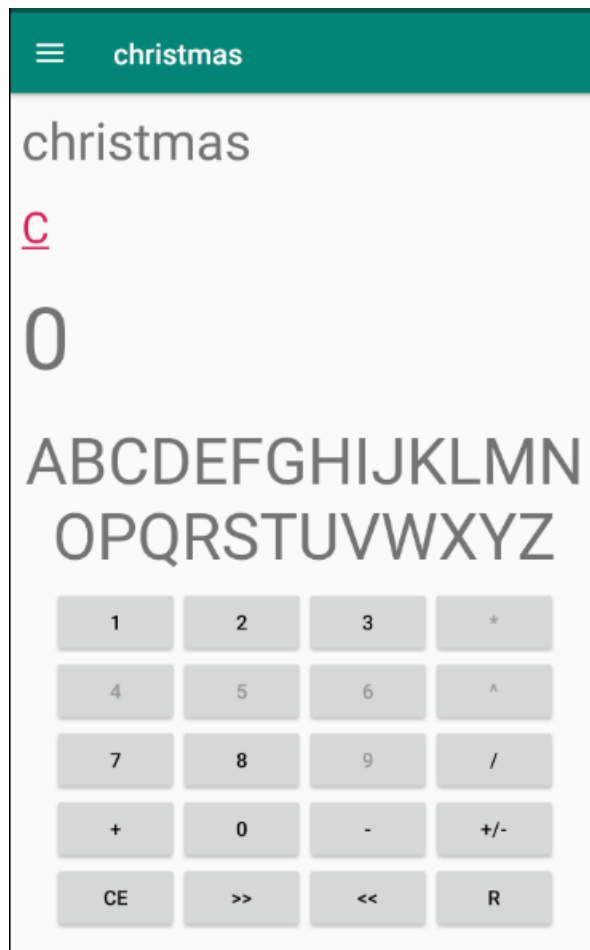 christmas
christmas
C
0
ABCDEFGHIJKLMN
OPQRSTUVWXYZ
1 2 3 *
4 5 6 ^
7 8 9 /
+ 0 - +/-
CE >> << R